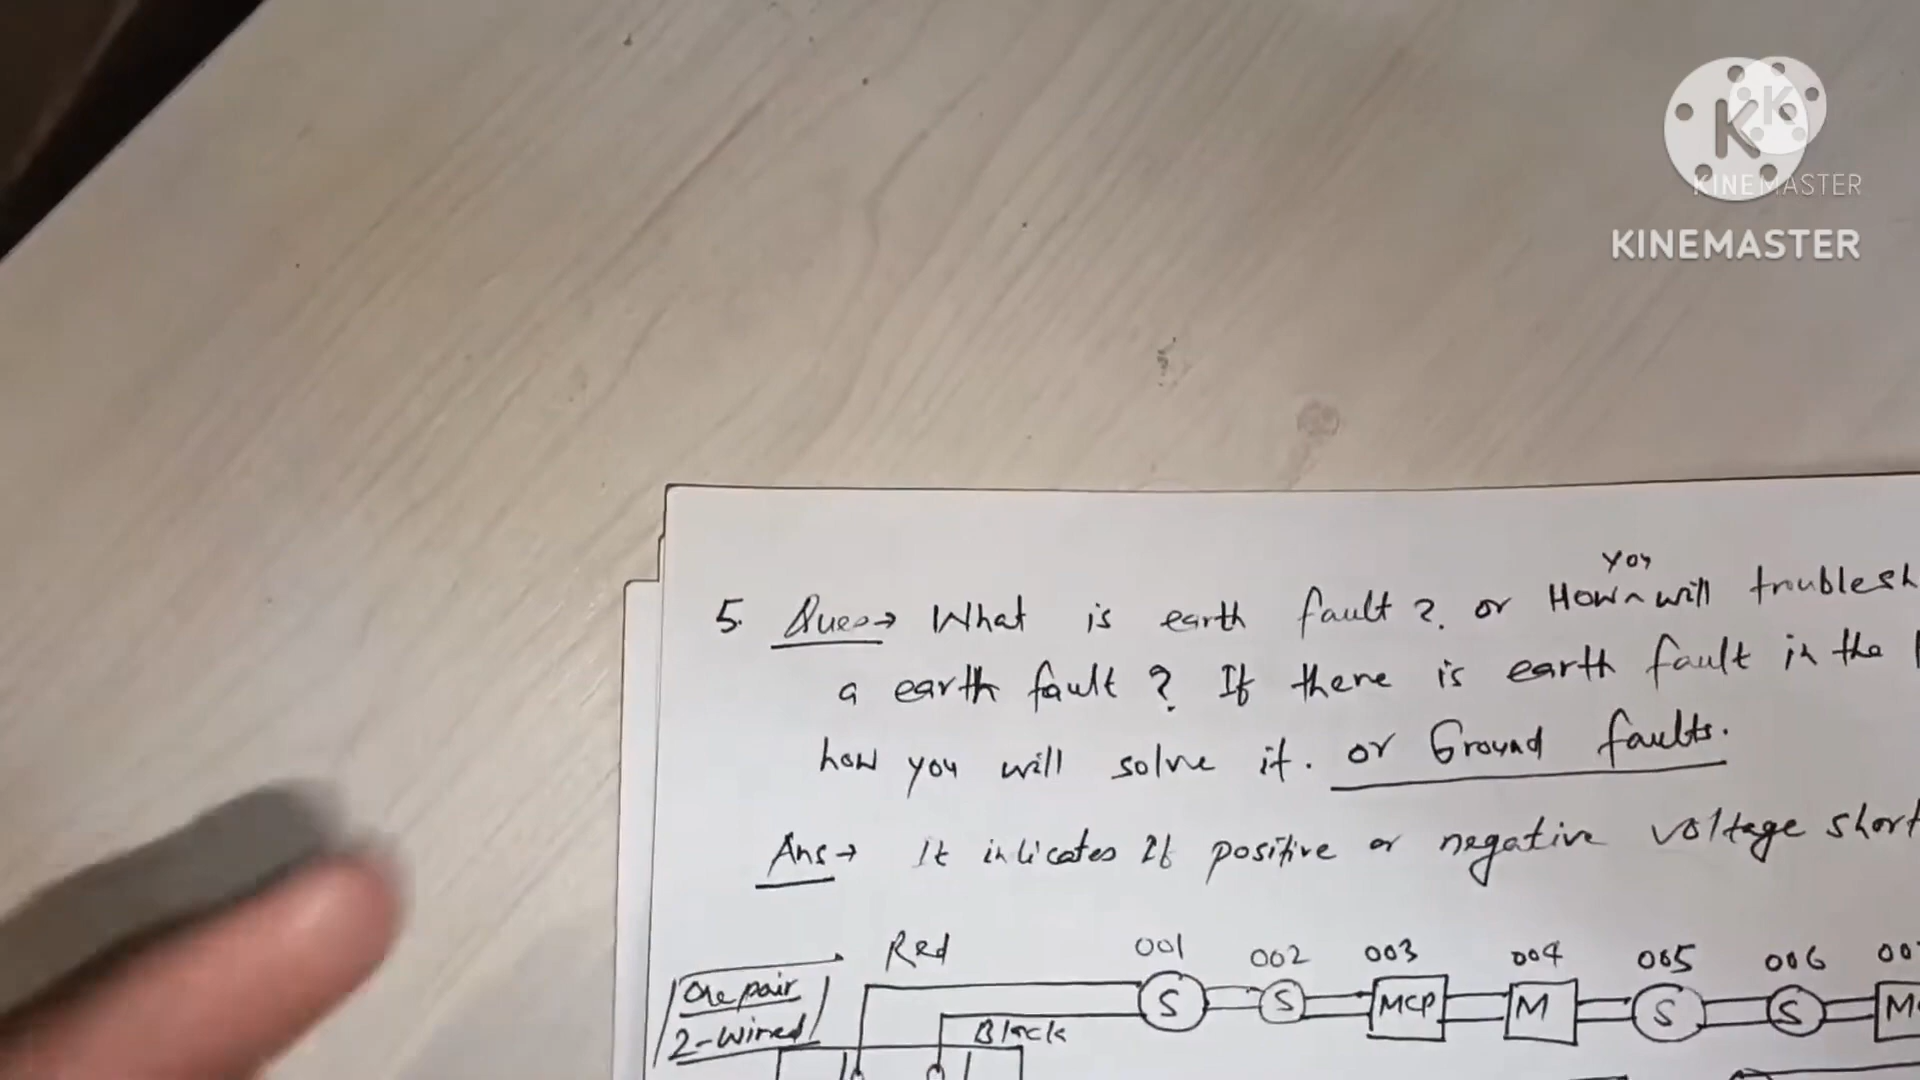 KINEMASTER
KINEMASTER
you
5. Ques→ What is earth fault?. or How^will troublesh
a earth fault? If there is earth fault in the
how you will solve it. or Ground faults.
Ans→ It indicates If positive or negative voltage short
Red 001 002 003 004 005 006 007
One pair
2-wired
S S MCP M S S M
Black